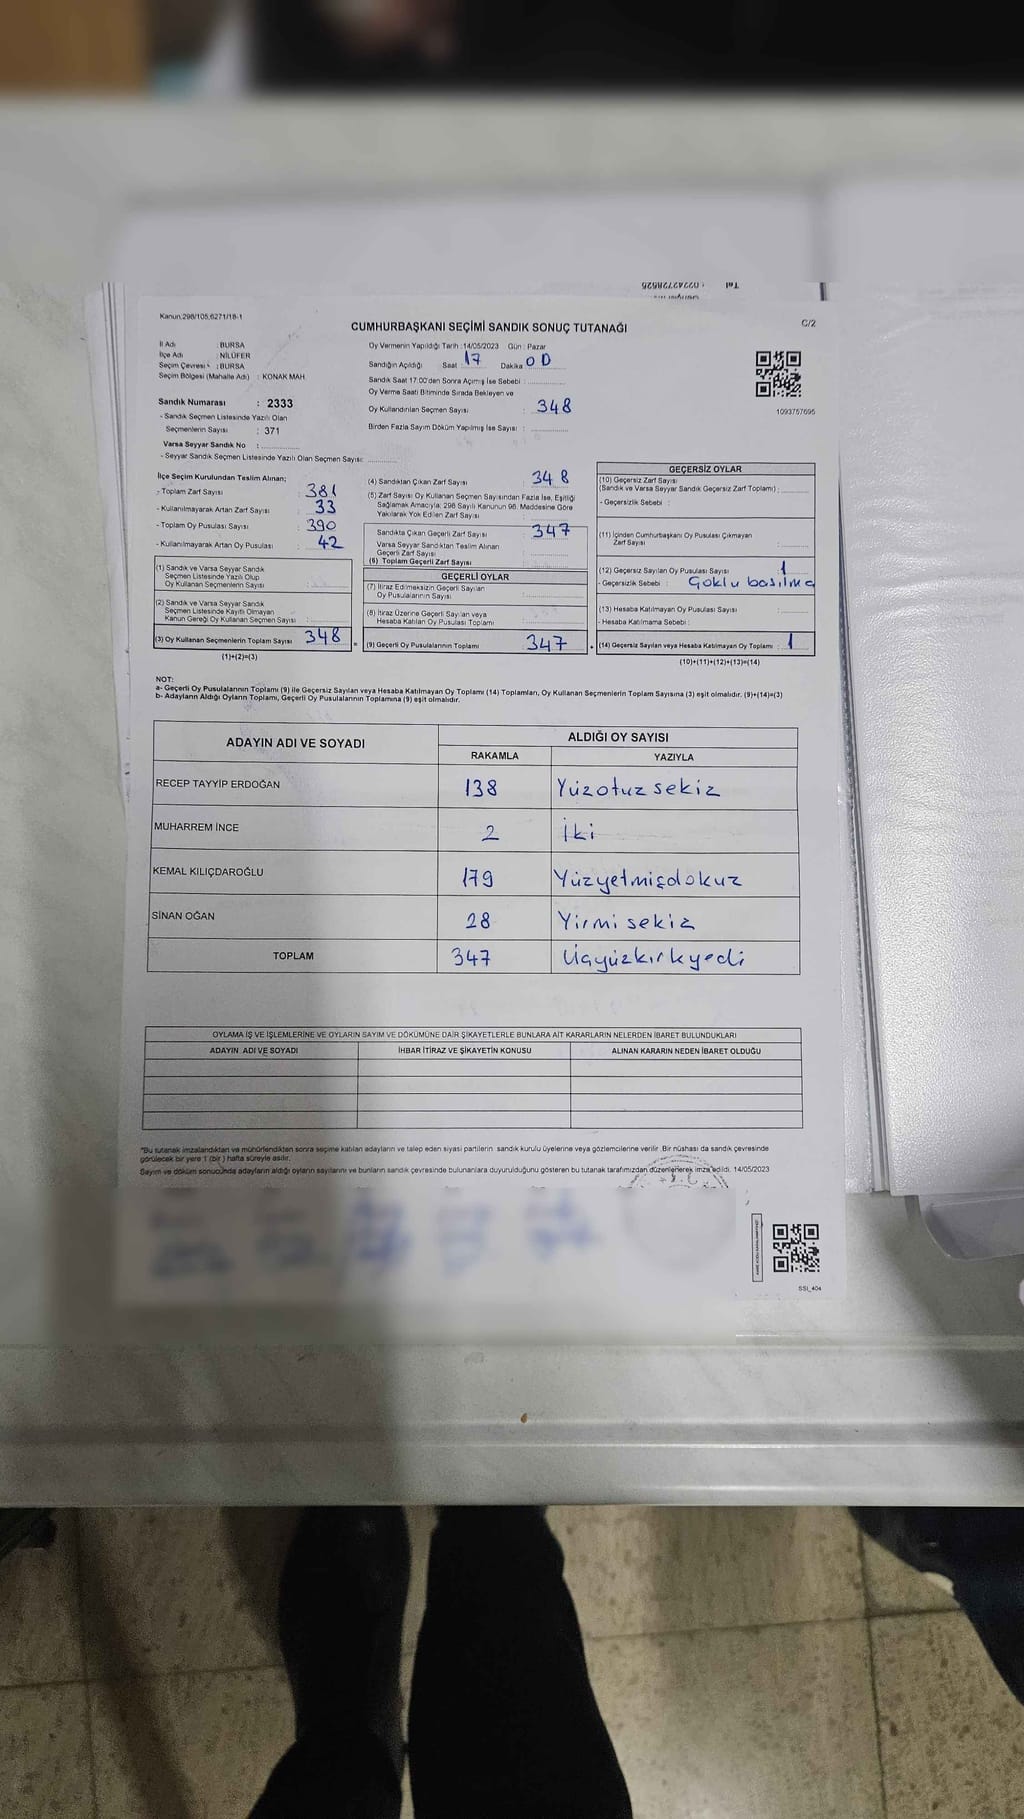 Tel : 02242478626
Kanun.298/105,6271/18-1
CUMHURBAŞKANI SEÇİMİ SANDIK SONUÇ TUTANAĞI
C/2
İl Adı : BURSA
İlçe Adı : NİLÜFER
Seçim Çevresi : BURSA
Seçim Bölgesi (Mahalle Adı) : KONAK MAH
Sandık Numarası : 2333
- Sandık Seçmen Listesinde Yazılı Olan
Seçmenlerin Sayısı : 371
Varsa Seyyar Sandık No :
- Seyyar Sandık Seçmen Listesinde Yazılı Olan Seçmen Sayısı:
Oy Vermenin Yapıldığı Tarih :14/05/2023 Gün : Pazar
Sandığın Açıldığı Saat 17 Dakika 00
Sandık Saat 17:00'den Sonra Açılmış İse Sebebi :
Oy Verme Saati Bitiminde Sırada Bekleyen ve
Oy Kullandırılan Seçmen Sayısı : 348
Birden Fazla Sayım Döküm Yapılmış İse Sayısı :
1093757695
İlçe Seçim Kurulundan Teslim Alınan;
- Toplam Zarf Sayısı : 381
- Kullanılmayarak Artan Zarf Sayısı : 33
- Toplam Oy Pusulası Sayısı : 390
- Kullanılmayarak Artan Oy Pusulası : 42
(1) Sandık ve Varsa Seyyar Sandık
Seçmen Listesinde Yazılı Olup
Oy Kullanan Seçmenlerin Sayısı :
(2) Sandık ve Varsa Seyyar Sandık
Seçmen Listesinde Kayıtlı Olmayan
Kanun Gereği Oy Kullanan Seçmen Sayısı :
(3) Oy Kullanan Seçmenlerin Toplam Sayısı : 348
(1)+(2)=(3)
(4) Sandıktan Çıkan Zarf Sayısı : 348
(5) Zarf Sayısı Oy Kullanan Seçmen Sayısından Fazla İse, Eşitliği
Sağlamak Amacıyla; 298 Sayılı Kanunun 98. Maddesine Göre
Yakılarak Yok Edilen Zarf Sayısı :
Sandıkta Çıkan Geçerli Zarf Sayısı : 347
Varsa Seyyar Sandıktan Teslim Alınan
Geçerli Zarf Sayısı :
(6) Toplam Geçerli Zarf Sayısı :
GEÇERLİ OYLAR
(7) İtiraz Edilmeksizin Geçerli Sayılan
Oy Pusulalarının Sayısı :
(8) İtiraz Üzerine Geçerli Sayılan veya
Hesaba Katılan Oy Pusulası Toplamı :
(9) Geçerli Oy Pusulalarının Toplamı : 347
GEÇERSİZ OYLAR
(10) Geçersiz Zarf Sayısı
(Sandık ve Varsa Seyyar Sandık Geçersiz Zarf Toplamı) :
- Geçersizlik Sebebi :
(11) İçinden Cumhurbaşkanı Oy Pusulası Çıkmayan
Zarf Sayısı :
(12) Geçersiz Sayılan Oy Pusulası Sayısı : 1
- Geçersizlik Sebebi : Çoklu basılma
(13) Hesaba Katılmayan Oy Pusulası Sayısı :
- Hesaba Katılmama Sebebi :
(14) Geçersiz Sayılan veya Hesaba Katılmayan Oy Toplamı : 1
(10)+(11)+(12)+(13)=(14)
NOT:
a- Geçerli Oy Pusulalarının Toplamı (9) ile Geçersiz Sayılan veya Hesaba Katılmayan Oy Toplamı (14) Toplamları, Oy Kullanan Seçmenlerin Toplam Sayısına (3) eşit olmalıdır. (9)+(14)=(3)
b- Adayların Aldığı Oyların Toplamı, Geçerli Oy Pusulalarının Toplamına (9) eşit olmalıdır.
ADAYIN ADI VE SOYADI
ALDIĞI OY SAYISI
RAKAMLA YAZIYLA
RECEP TAYYİP ERDOĞAN 138 Yüzotuz sekiz
MUHARREM İNCE 2 İki
KEMAL KILIÇDAROĞLU 179 Yüzyetmişdokuz
SİNAN OĞAN 28 Yirmi sekiz
TOPLAM 347 Üçyüzkırkyedi
OYLAMA İŞ VE İŞLEMLERİNE VE OYLARIN SAYIM VE DÖKÜMÜNE DAİR ŞİKAYETLERLE BUNLARA AİT KARARLARIN NELERDEN İBARET BULUNDUKLARI
ADAYIN ADI VE SOYADI İHBAR İTİRAZ VE ŞİKAYETİN KONUSU ALINAN KARARIN NEDEN İBARET OLDUĞU
*Bu tutanak imzalandıktan ve mühürlendikten sonra seçime katılan adayların ve talep eden siyasi partilerin sandık kurulu üyelerine veya gözlemcilerine verilir. Bir nüshası da sandık çevresinde
görülecek bir yere 1 (bir ) hafta süreyle asılır.
Sayım ve döküm sonucunda adayların aldığı oyların sayılarını ve bunların sandık çevresinde bulunanlara duyurulduğunu gösteren bu tutanak tarafımızdan düzenlenerek imza edildi. 14/05/2023
SSI_404